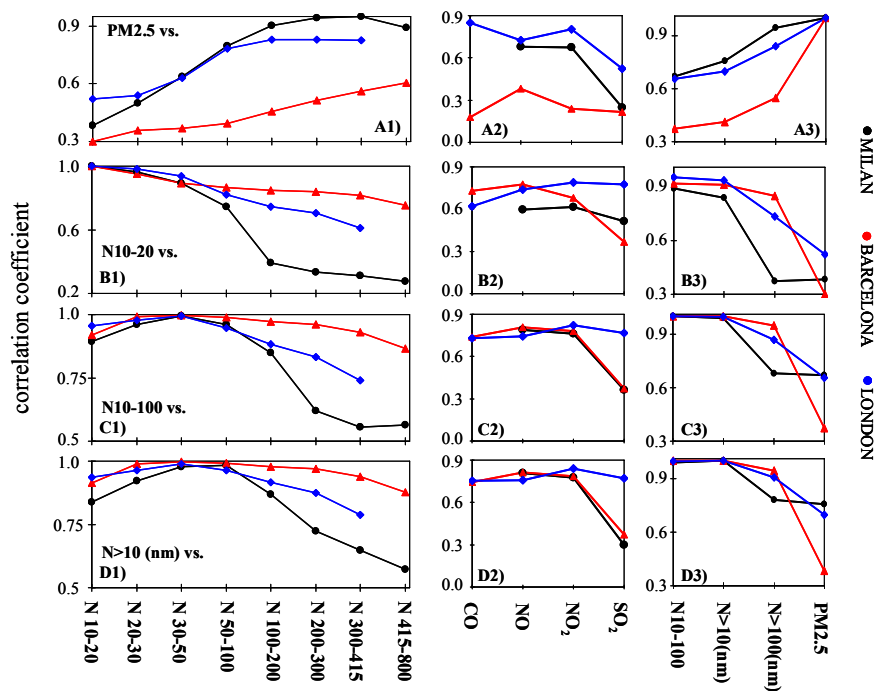 correlation coefficient
0.9
0.6
0.3
PM2.5 vs.
A1)
0.9
0.6
0.3
0.0
A2)
0.9
0.6
0.3
A3)
1.0
0.6
0.2
N10-20 vs.
B1)
0.9
0.6
0.3
0.0
B2)
0.9
0.6
0.3
B3)
1.0
0.75
0.5
N10-100 vs.
C1)
0.9
0.6
0.3
0.0
C2)
0.9
0.6
0.3
C3)
1.0
0.75
0.5
N>10 (nm) vs.
D1)
0.9
0.6
0.3
0.0
D2)
0.9
0.6
0.3
D3)
N 10-20
N 20-30
N 30-50
N 50-100
N 100-200
N 200-300
N 300-415
N 415-800
CO
NO
NO2
SO2
N10-100
N>10(nm)
N>100(nm)
PM2.5
MILAN
BARCELONA
LONDON